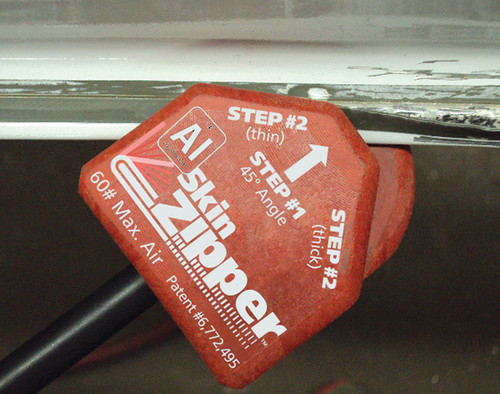 STEP #2
(thin)
STEP #1
45° Angle
STEP #2
(thick)
Al
Skin
Zipper™
60# Max. Air
Patent #6,772,495